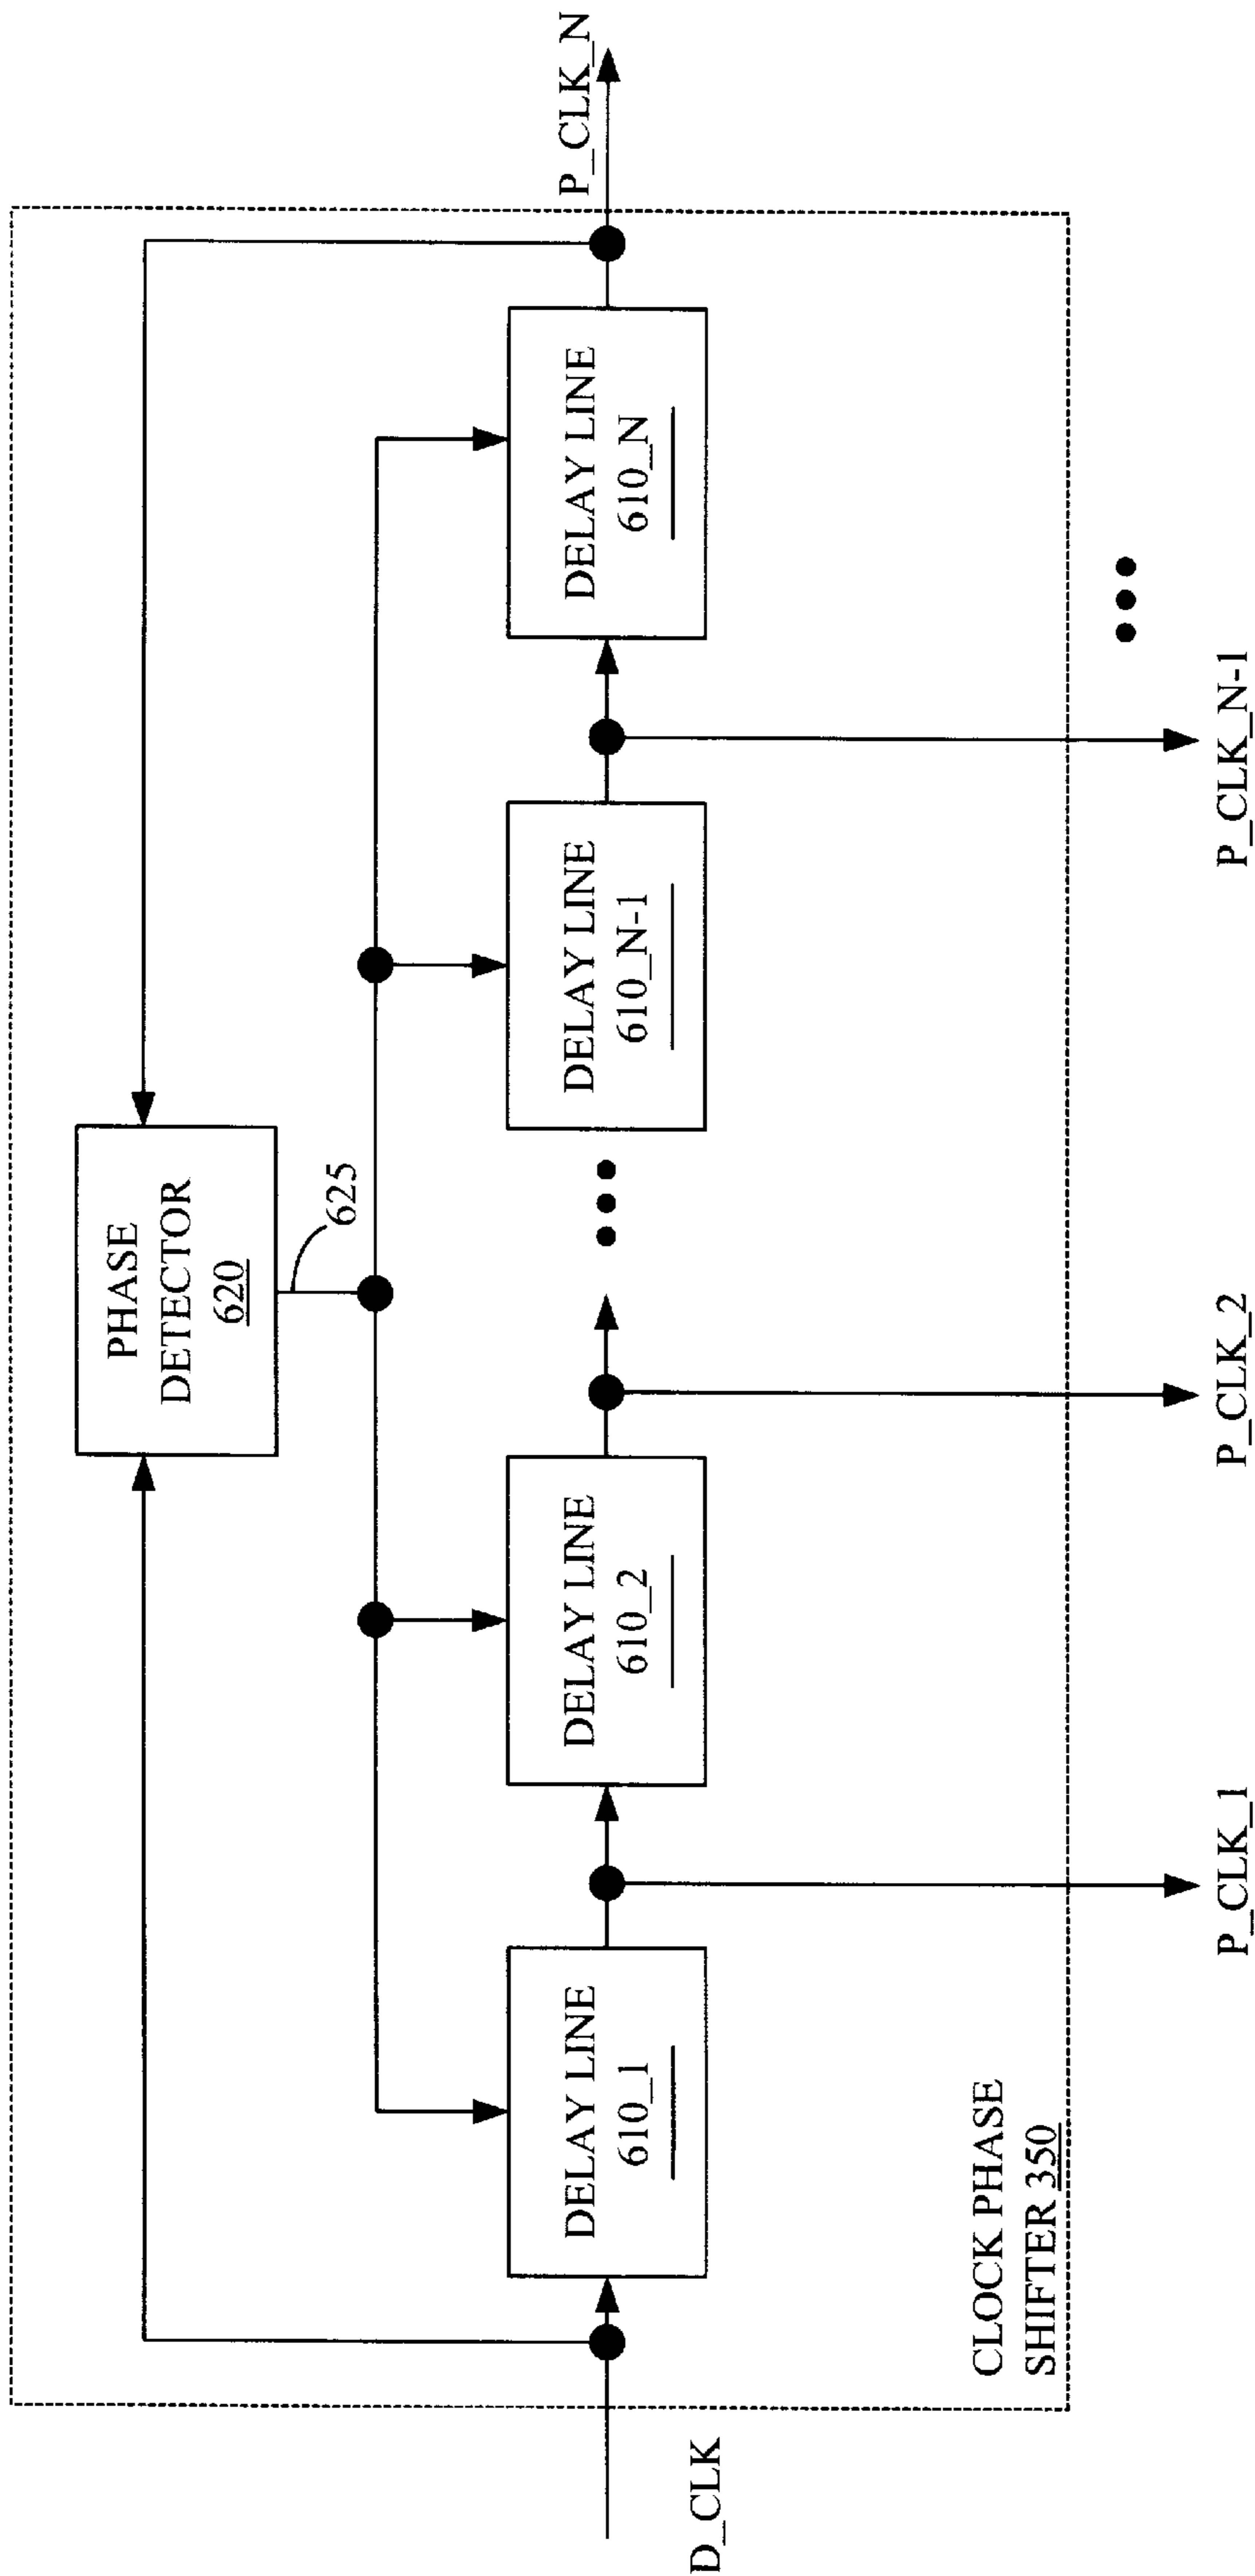 PHASE
DETECTOR
620
625
P_CLK_N
DELAY LINE
610_1
DELAY LINE
610_2
DELAY LINE
610_N-1
DELAY LINE
610_N
D_CLK
CLOCK PHASE
SHIFTER 350
P_CLK_1
P_CLK_2
P_CLK_N-1